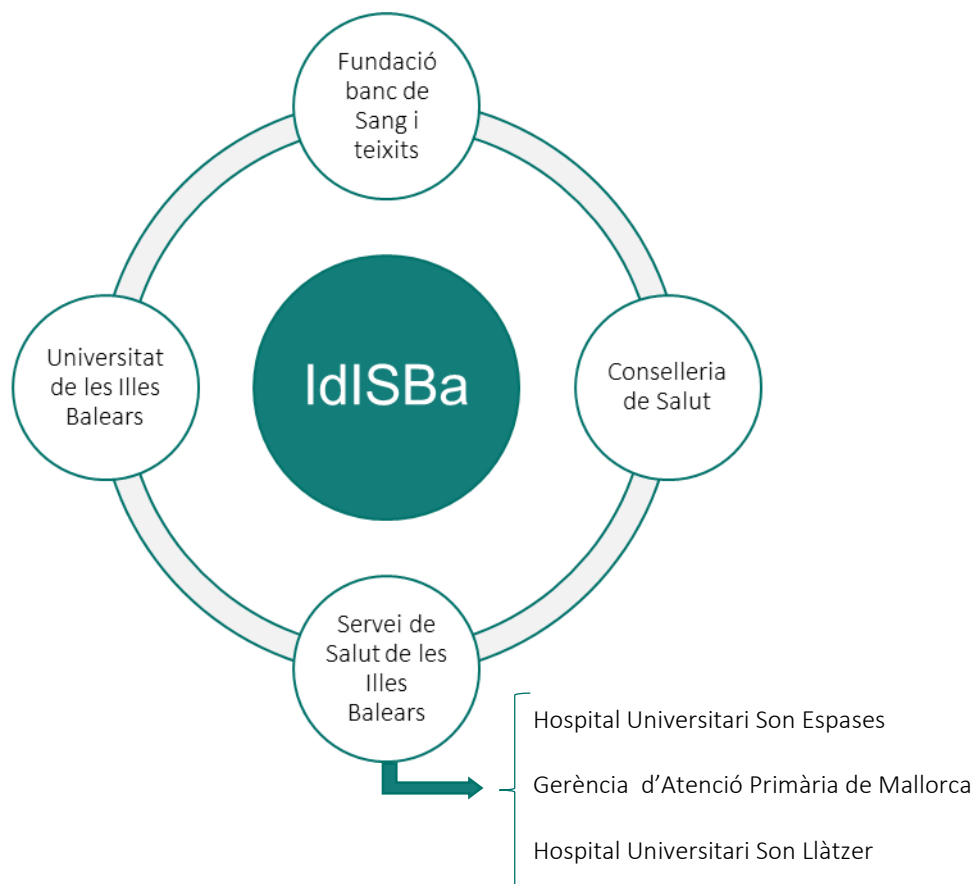 Fundació
banc de
Sang i
teixits
Universitat
de les Illes
Balears
IdISBa
Conselleria
de Salut
Servei de
Salut de les
Illes
Balears
Hospital Universitari Son Espases
Gerència  d’Atenció Primària de Mallorca
Hospital Universitari Son Llàtzer